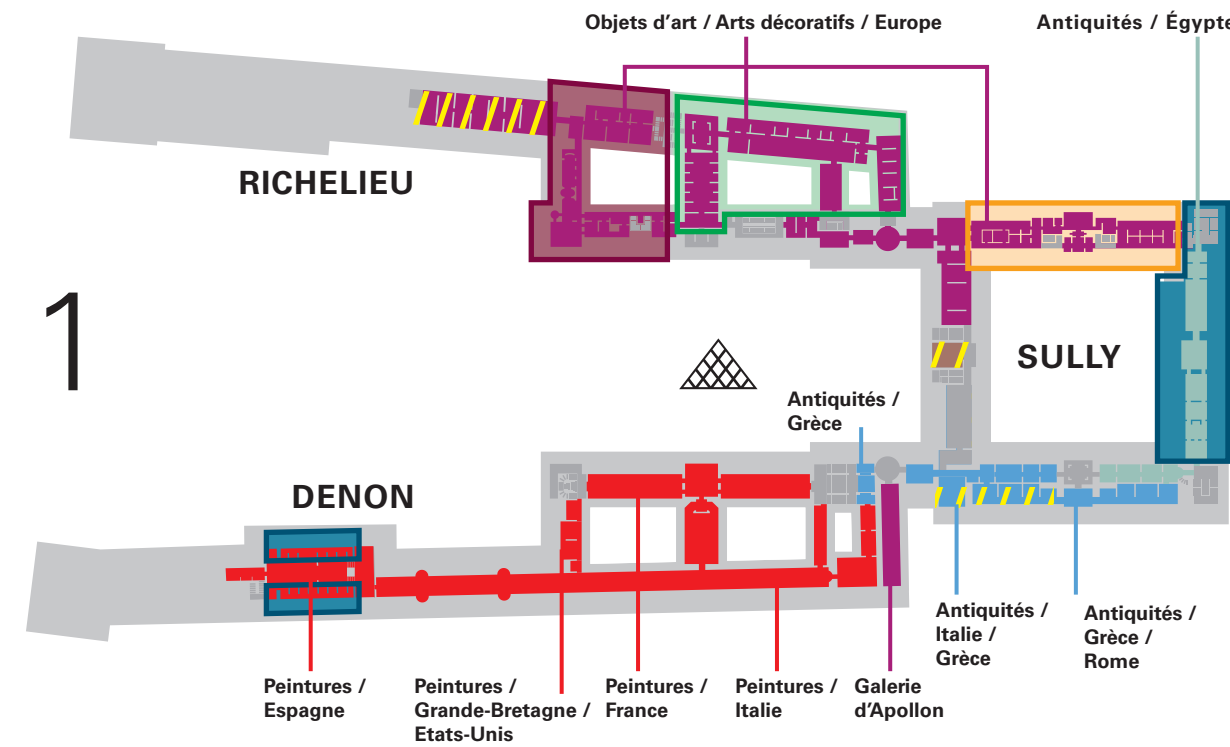 Objets d'art / Arts décoratifs / Europe
Antiquités / Égypte
RICHELIEU
1
SULLY
Antiquités /
Grèce
DENON
Antiquités /
Italie /
Grèce
Antiquités /
Grèce /
Rome
Peintures /
Espagne
Peintures /
Grande-Bretagne /
Etats-Unis
Peintures /
France
Peintures /
Italie
Galerie
d'Apollon